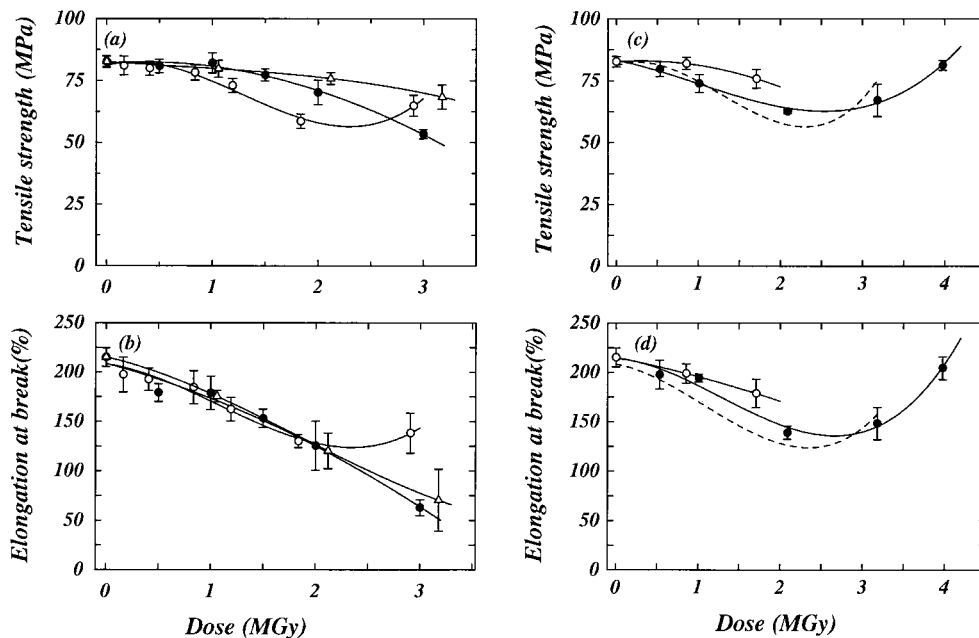 100
75
50
25
0
Tensile strength (MPa)
(a)
0 1 2 3
100
75
50
25
0
Tensile strength (MPa)
(c)
0 1 2 3 4
250
200
150
100
50
0
Elongation at break(%)
(b)
0 1 2 3
Dose (MGy)
250
200
150
100
50
0
Elongation at break(%)
(d)
0 1 2 3 4
Dose (MGy)